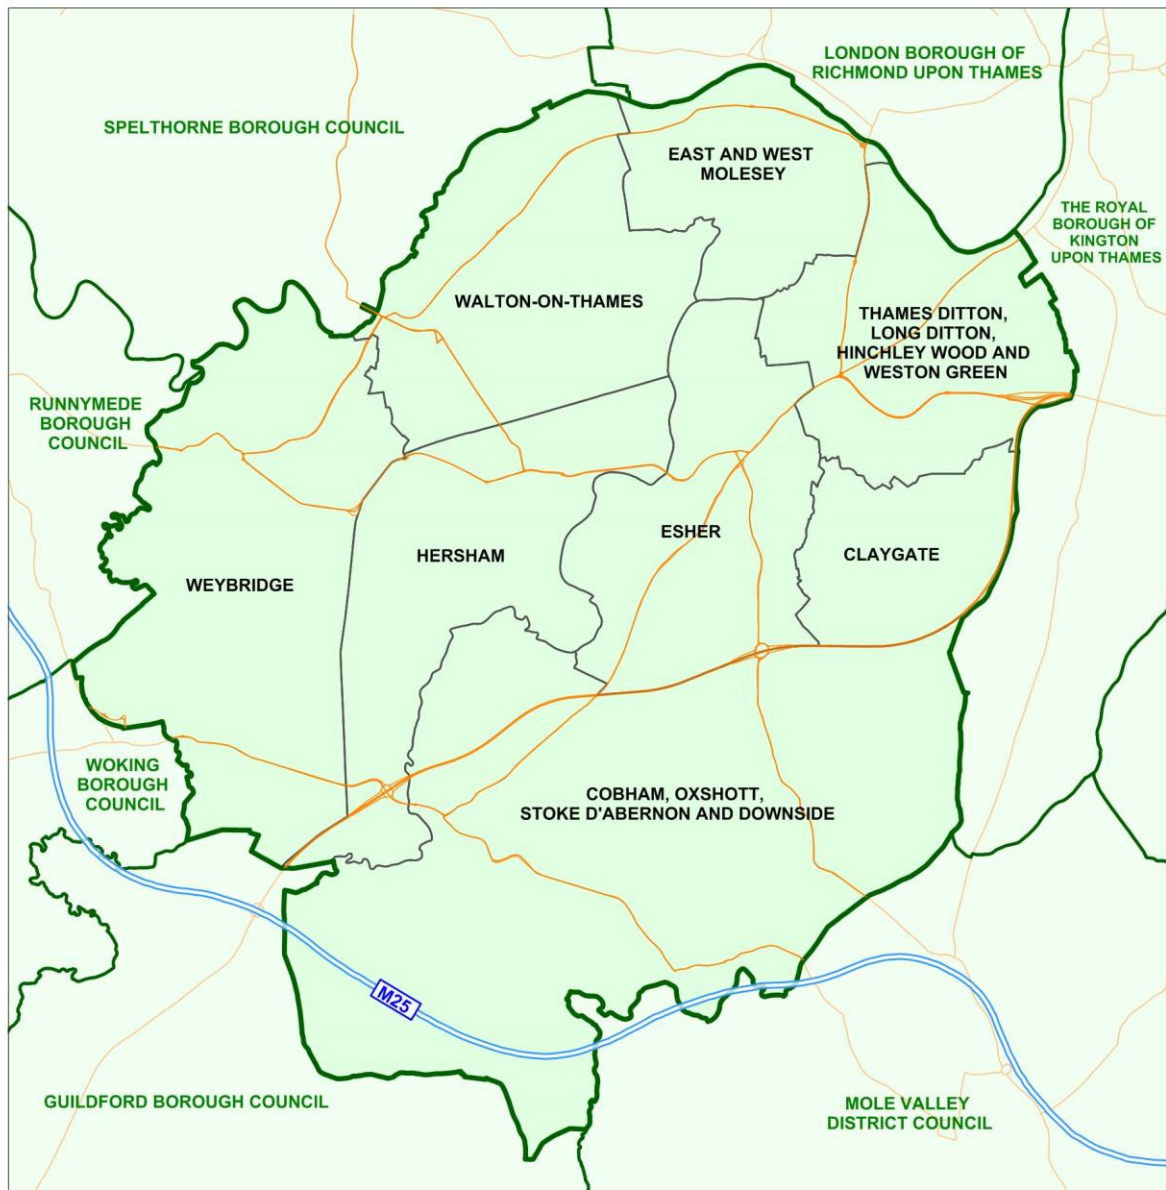 LONDON BOROUGH OF
RICHMOND UPON THAMES
SPELTHORNE BOROUGH COUNCIL
EAST AND WEST
MOLESEY
THE ROYAL
BOROUGH OF
KINGTON
UPON THAMES
WALTON-ON-THAMES
THAMES DITTON,
LONG DITTON,
HINCHLEY WOOD AND
WESTON GREEN
RUNNYMEDE
BOROUGH
COUNCIL
ESHER
HERSHAM
CLAYGATE
WEYBRIDGE
WOKING
BOROUGH
COUNCIL
COBHAM, OXSHOTT,
STOKE D'ABERNON AND DOWNSIDE
M25
GUILDFORD BOROUGH COUNCIL
MOLE VALLEY
DISTRICT COUNCIL